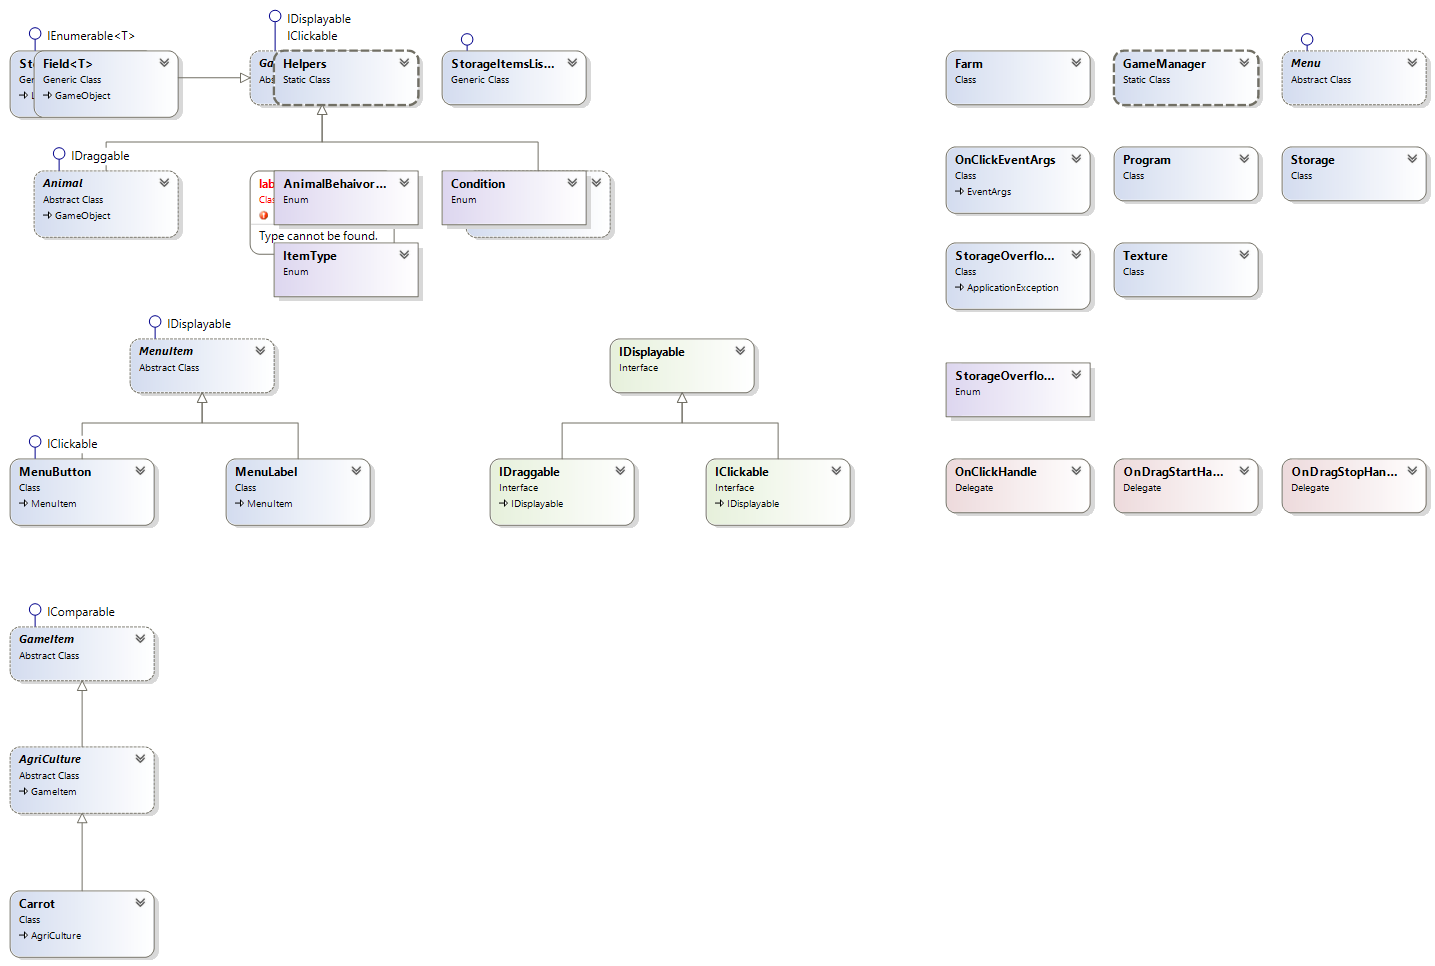 IDisplayable
IClickable
IEnumerable<T>
Field<T>
Generic Class
GameObject
Helpers
Static Class
StorageItemsLis...
Generic Class
Farm
Class
GameManager
Static Class
Menu
Abstract Class
IDraggable
Animal
Abstract Class
GameObject
lab
Clas
AnimalBehaivor...
Enum
Type cannot be found.
ItemType
Enum
Condition
Enum
OnClickEventArgs
Class
EventArgs
Program
Class
Storage
Class
StorageOverflo...
Class
ApplicationException
Texture
Class
IDisplayable
MenuItem
Abstract Class
IDisplayable
Interface
StorageOverflo...
Enum
IClickable
MenuButton
Class
MenuItem
MenuLabel
Class
MenuItem
IDraggable
Interface
IDisplayable
IClickable
Interface
IDisplayable
OnClickHandle
Delegate
OnDragStartHa...
Delegate
OnDragStopHan...
Delegate
IComparable
GameItem
Abstract Class
AgriCulture
Abstract Class
GameItem
Carrot
Class
AgriCulture